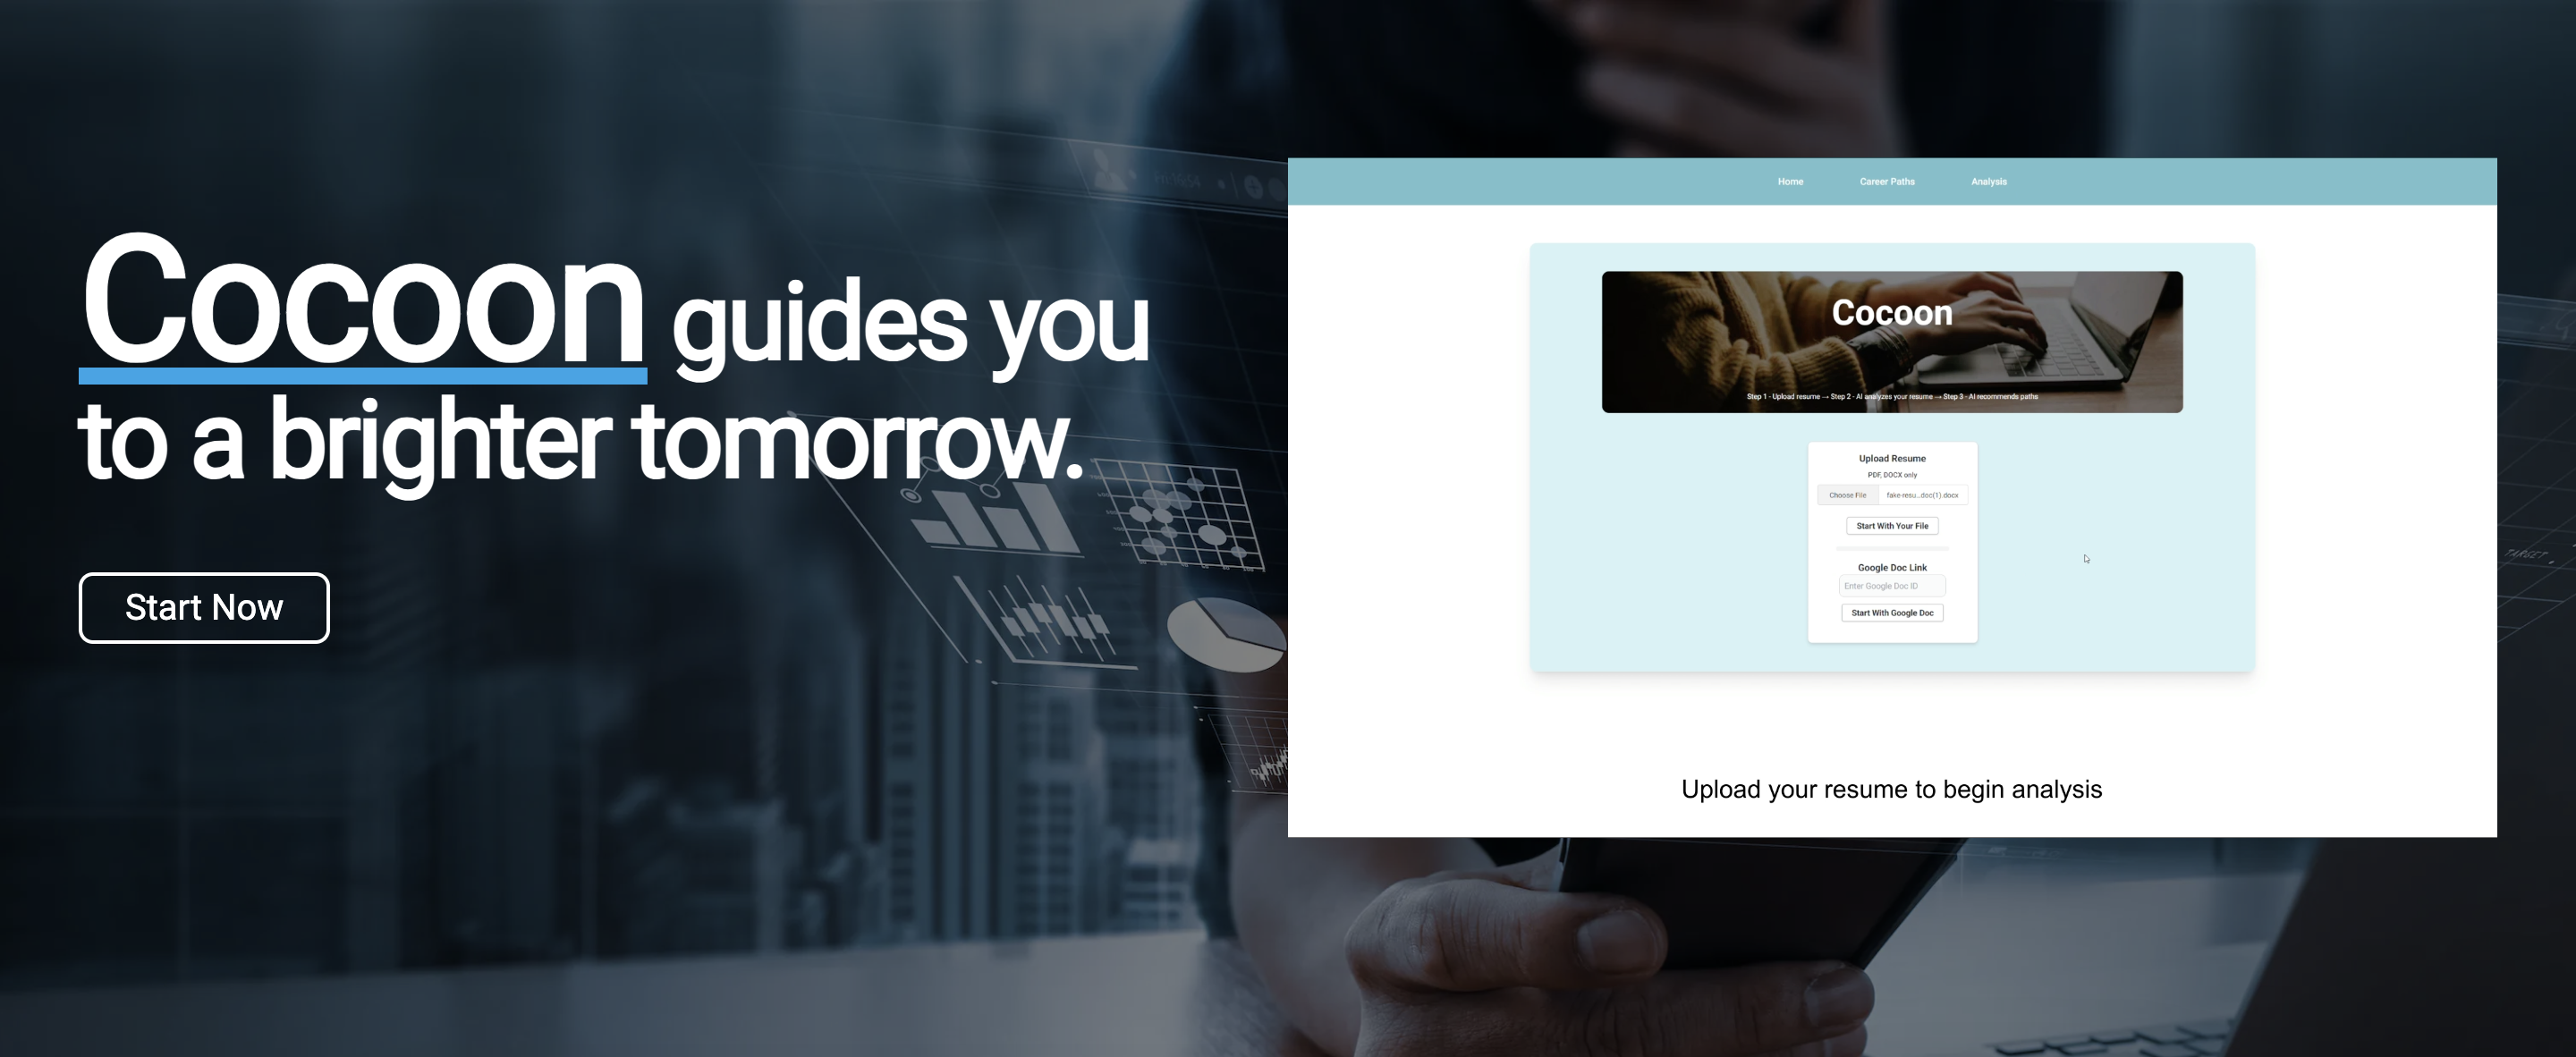 Cocoon guides you
to a brighter tomorrow.
Start Now
Home
Career Paths
Analysis
Cocoon
Step 1 - Upload resume → Step 2 - AI analyzes your resume → Step 3 - AI recommends paths
Upload Resume
PDF, DOCX only
Choose File
fake resu...doc(1).docx
Start With Your File
Google Doc Link
Enter Google Doc ID
Start With Google Doc
Upload your resume to begin analysis
TARGET